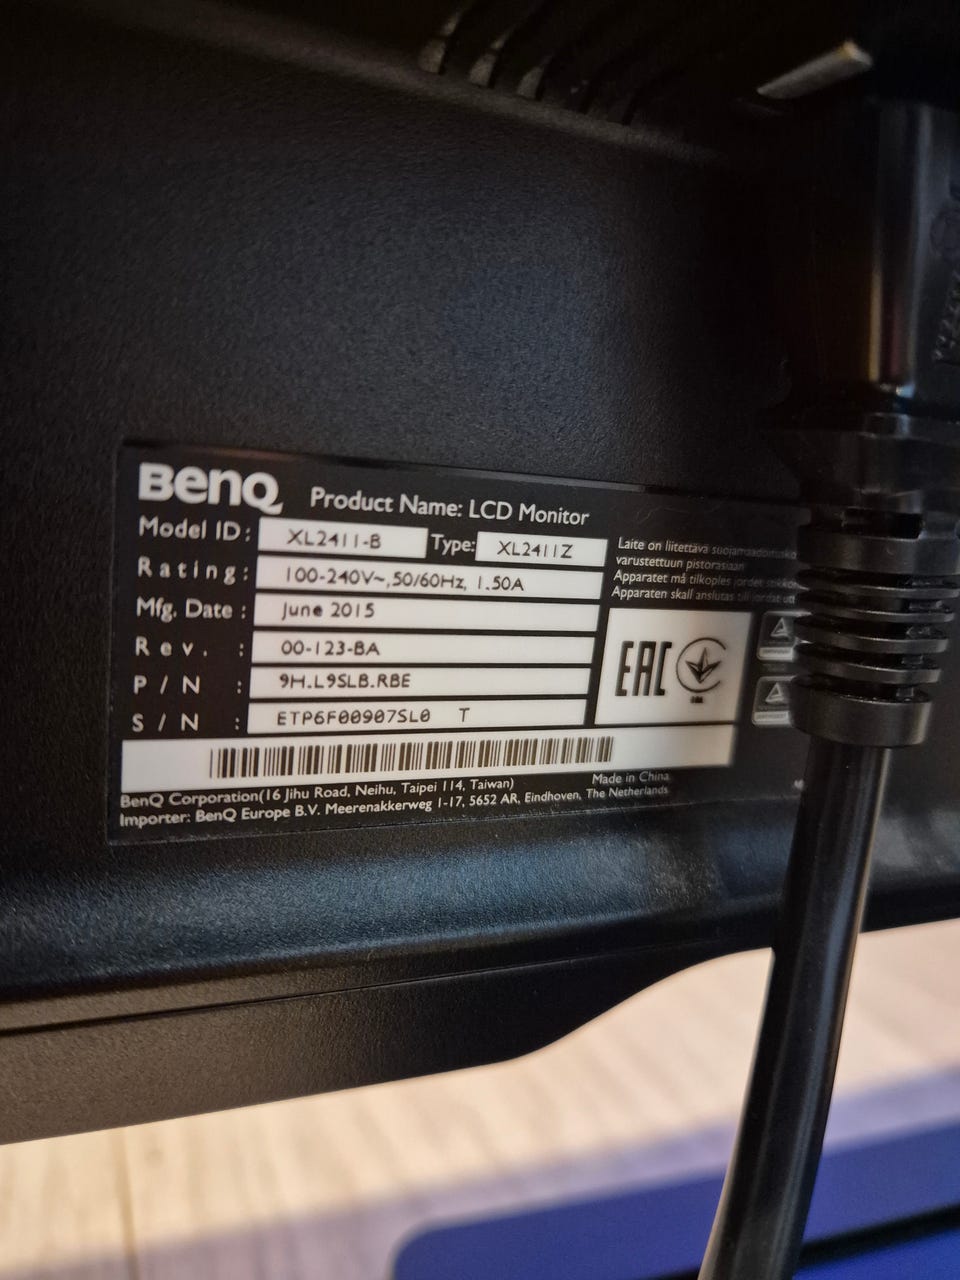 BenQ Product Name: LCD Monitor
Model ID: XL2411-B Type: XL2411Z
Rating: 100-240V~,50/60Hz, 1.50A
Mfg. Date : June 2015
Rev. : 00-123-BA
P/N : 9H.L9SLB.RBE
S/N : ETP6F00907SL0 T
Laite on liitettävä
varustettuun pistorasiaan
Apparatet må tilkoples jordet
Apparaten skall anslutas till jordat
EAC
Made in China
BenQ Corporation(16 Jihu Road, Neihu, Taipei 114, Taiwan)
Importer: BenQ Europe B.V. Meerenakkerweg 1-17, 5652 AR, Eindhoven, The Netherlands